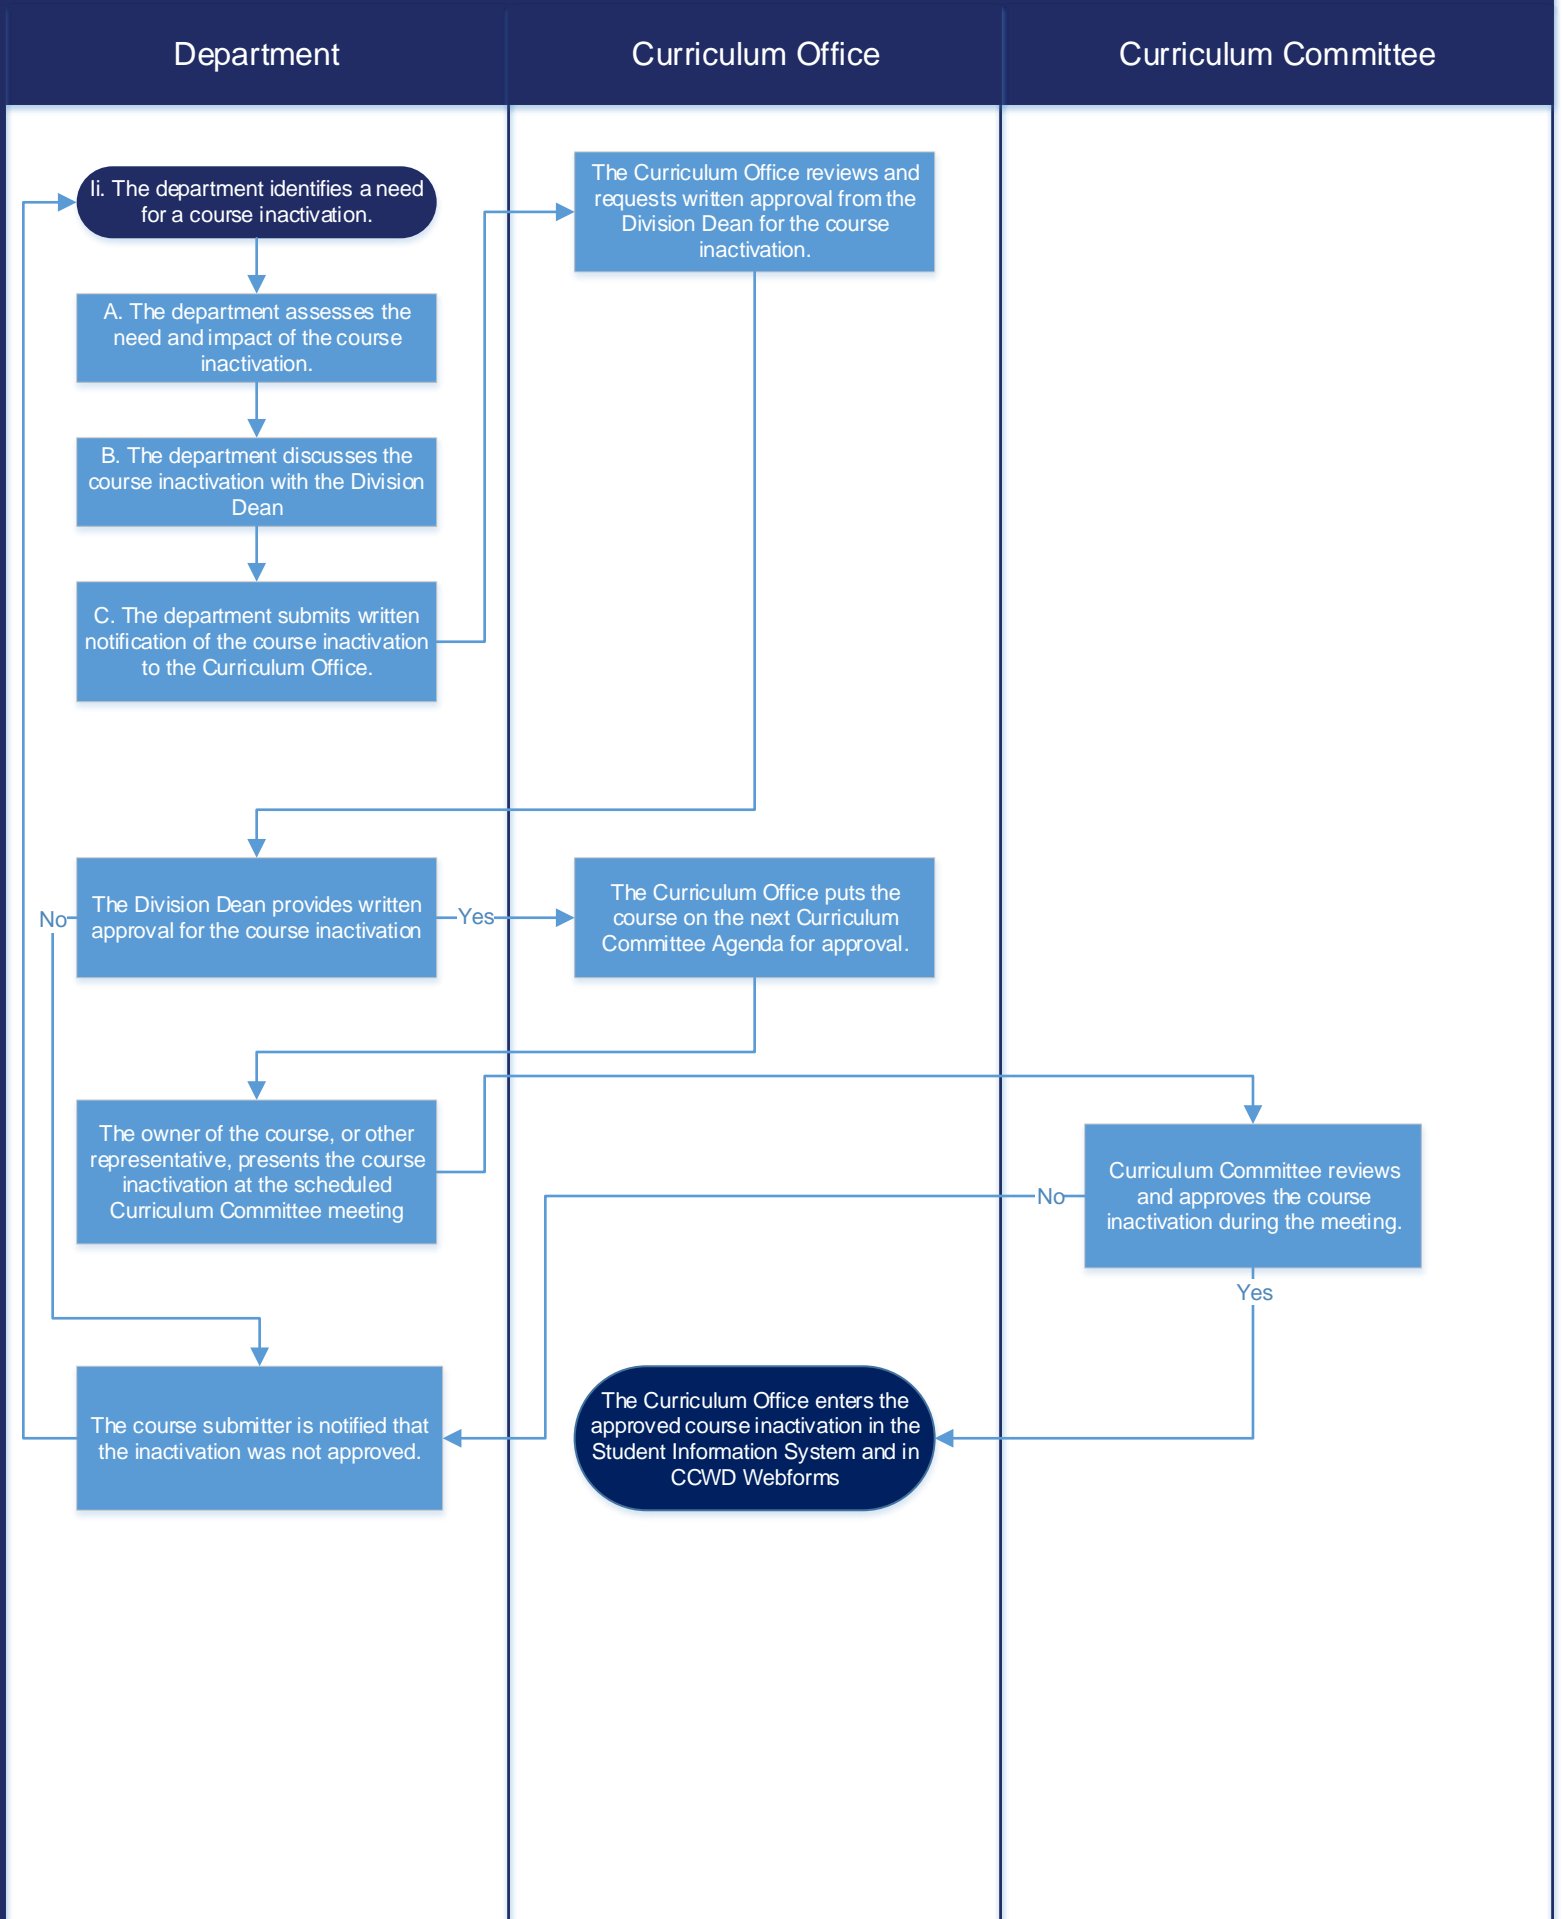 Department
Curriculum Office
Curriculum Committee
Ii. The department identifies a need
for a course inactivation.
A. The department assesses the
need and impact of the course
inactivation.
B. The department discusses the
course inactivation with the Division
Dean
C. The department submits written
notification of the course inactivation
to the Curriculum Office.
The Curriculum Office reviews and
requests written approval from the
Division Dean for the course
inactivation.
No
The Division Dean provides written
approval for the course inactivation
Yes
The Curriculum Office puts the
course on the next Curriculum
Committee Agenda for approval.
The owner of the course, or other
representative, presents the course
inactivation at the scheduled
Curriculum Committee meeting
No
Curriculum Committee reviews
and approves the course
inactivation during the meeting.
Yes
The course submitter is notified that
the inactivation was not approved.
The Curriculum Office enters the
approved course inactivation in the
Student Information System and in
CCWD Webforms